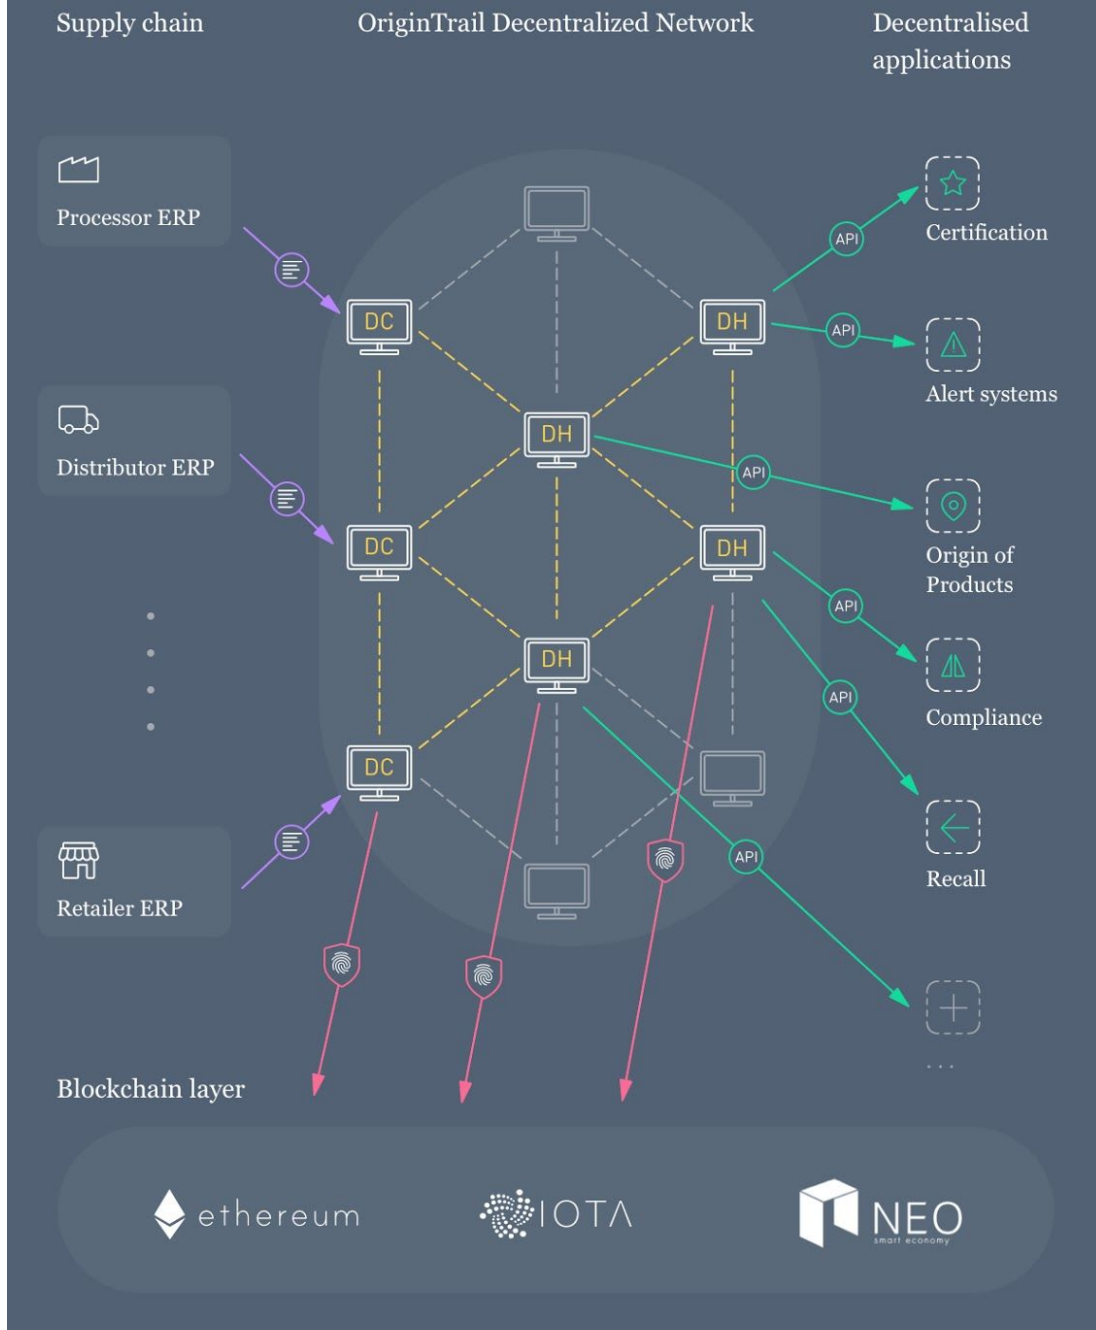 Supply chain
OriginTrail Decentralized Network
Decentralised
applications
Processor ERP
Distributor ERP
Retailer ERP
DC
DH
DH
DC
DH
DH
DC
API
Certification
API
Alert systems
API
Origin of
Products
API
Compliance
API
Recall
API
...
Blockchain layer
ethereum
IOTA
NEO
smart economy